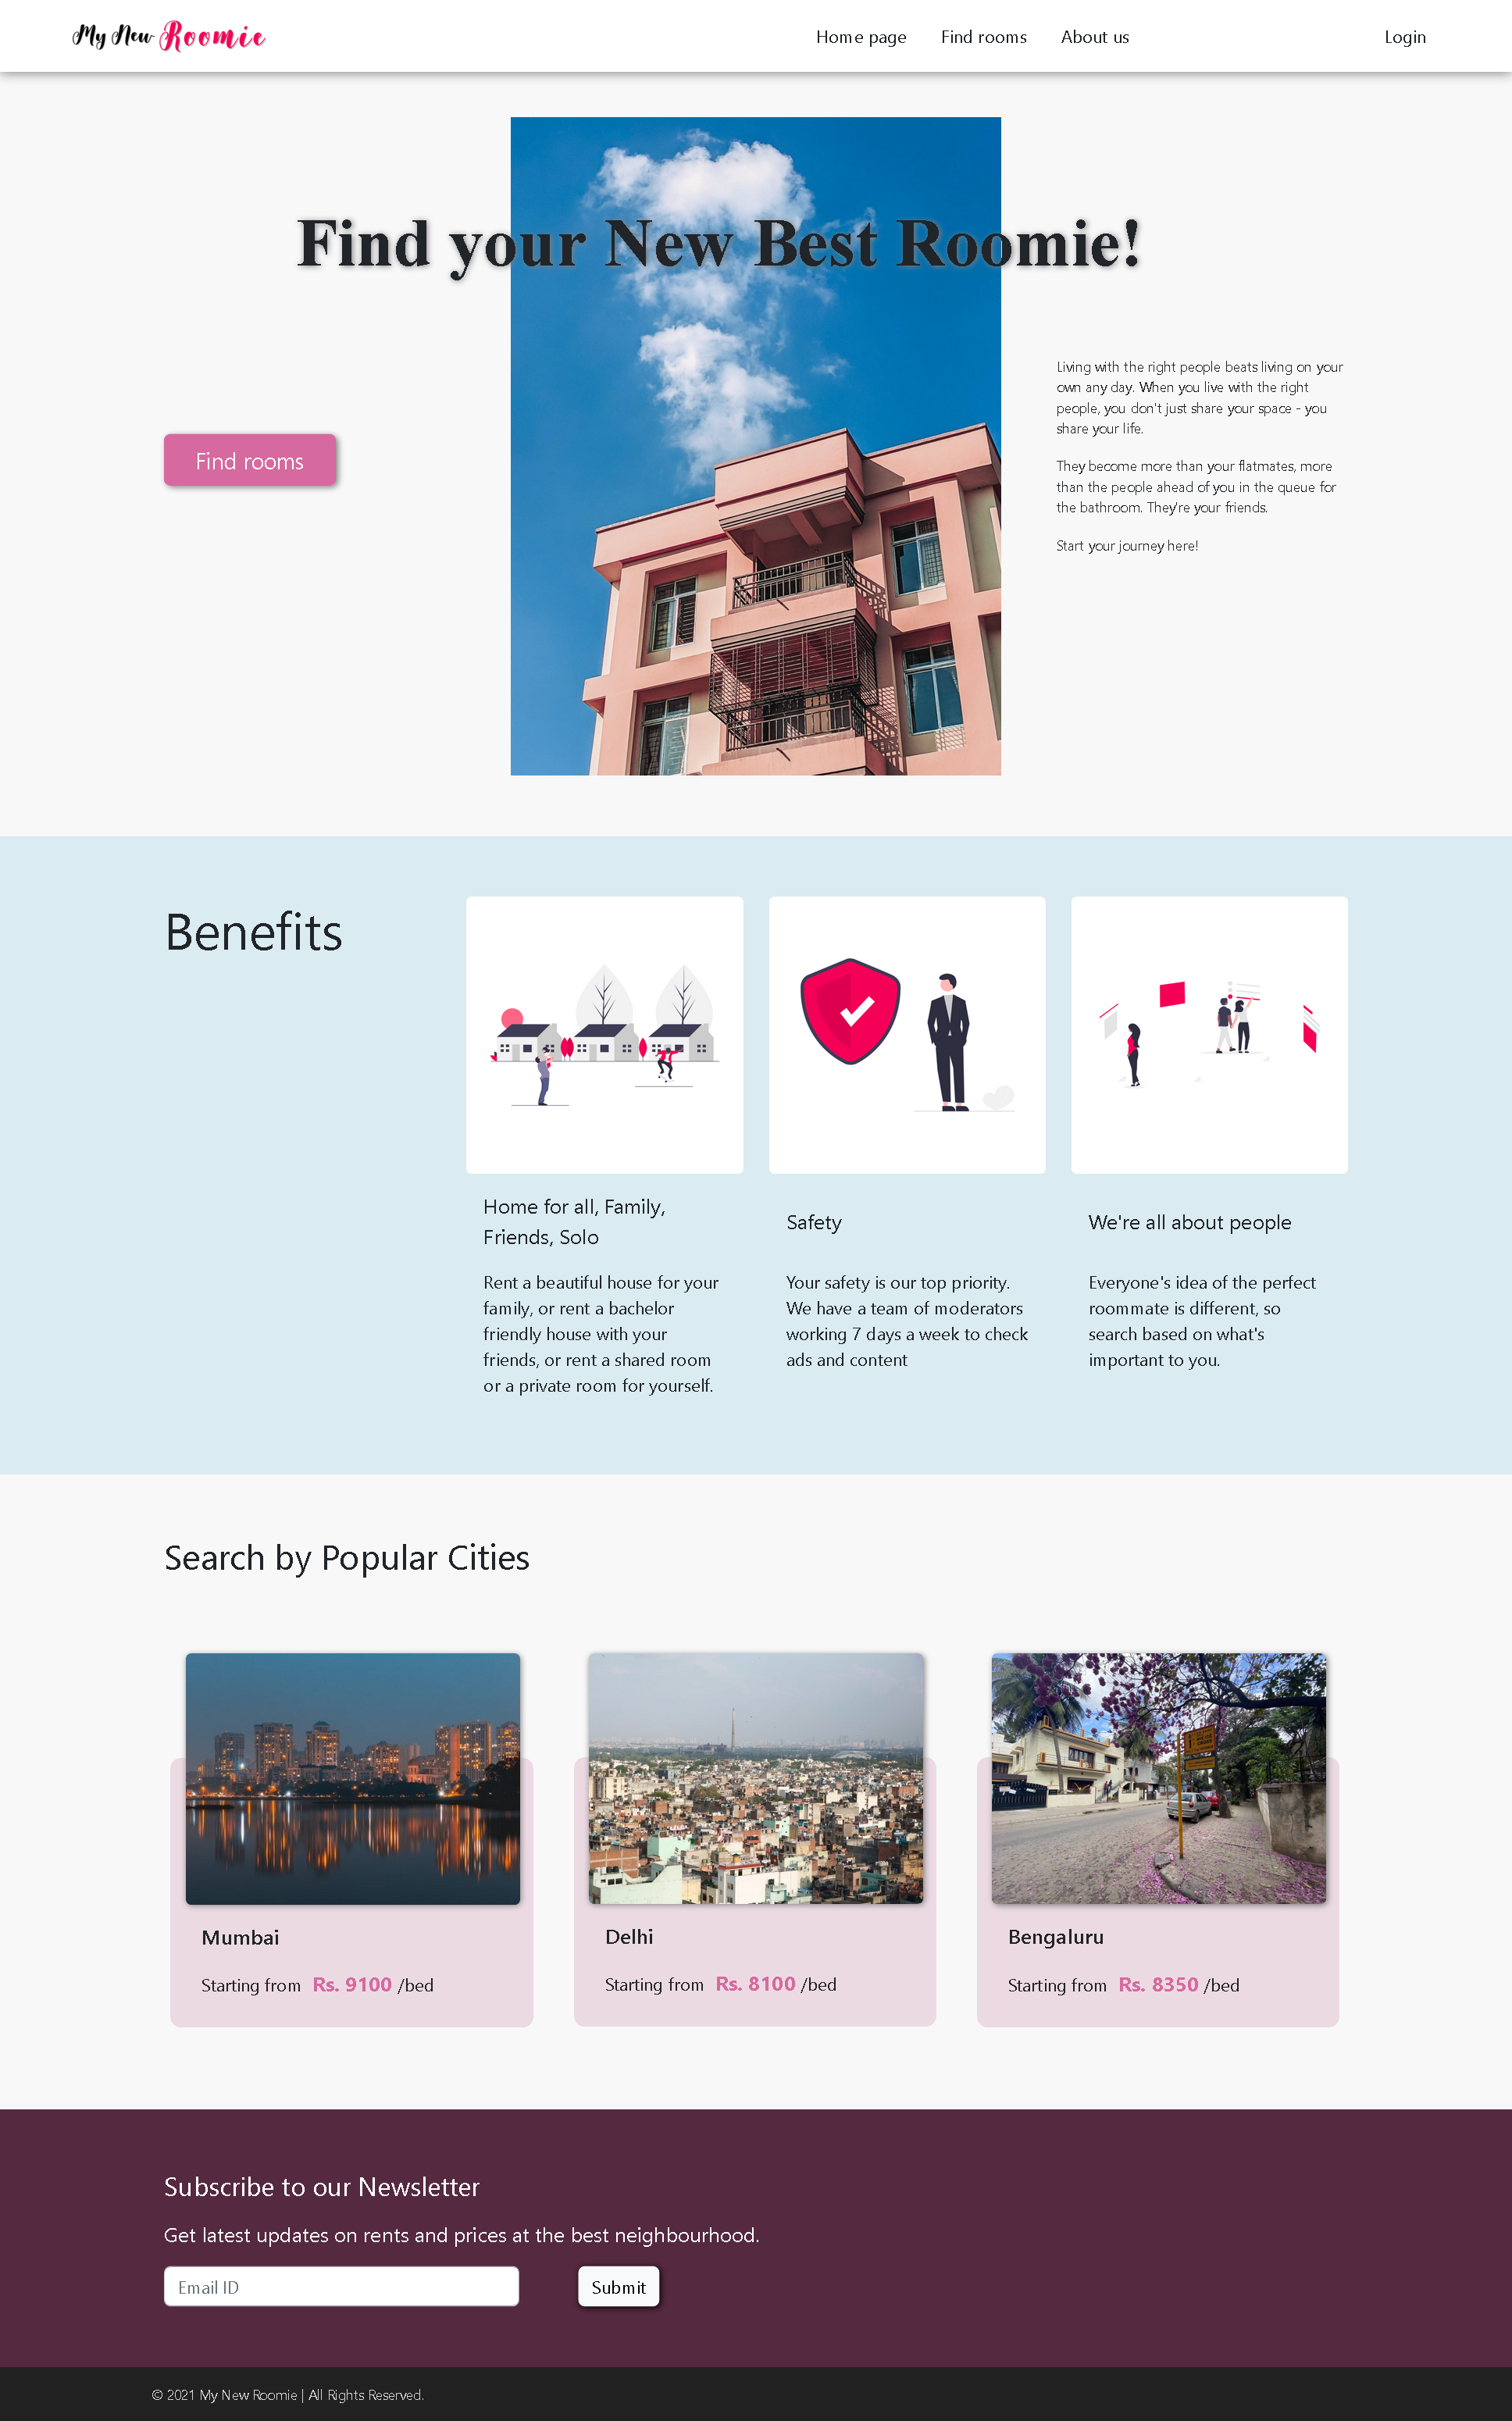 My New Roomie
Home page
Find rooms
About us
Login
Find your New Best Roomie!
Find rooms
Living with the right people beats living on your
own any day. When you live with the right
people, you don't just share your space - you
share your life.
They become more than your flatmates, more
than the people ahead of you in the queue for
the bathroom. They're your friends.
Start your journey here!
Benefits
Home for all, Family,
Friends, Solo
Rent a beautiful house for your
family, or rent a bachelor
friendly house with your
friends, or rent a shared room
or a private room for yourself.
Safety
Your safety is our top priority.
We have a team of moderators
working 7 days a week to check
ads and content
We're all about people
Everyone's idea of the perfect
roommate is different, so
search based on what's
important to you.
Search by Popular Cities
Mumbai
Starting from Rs. 9100 /bed
Delhi
Starting from Rs. 8100 /bed
Bengaluru
Starting from Rs. 8350 /bed
Subscribe to our Newsletter
Get latest updates on rents and prices at the best neighbourhood.
Email ID
Submit
© 2021 My New Roomie | All Rights Reserved.